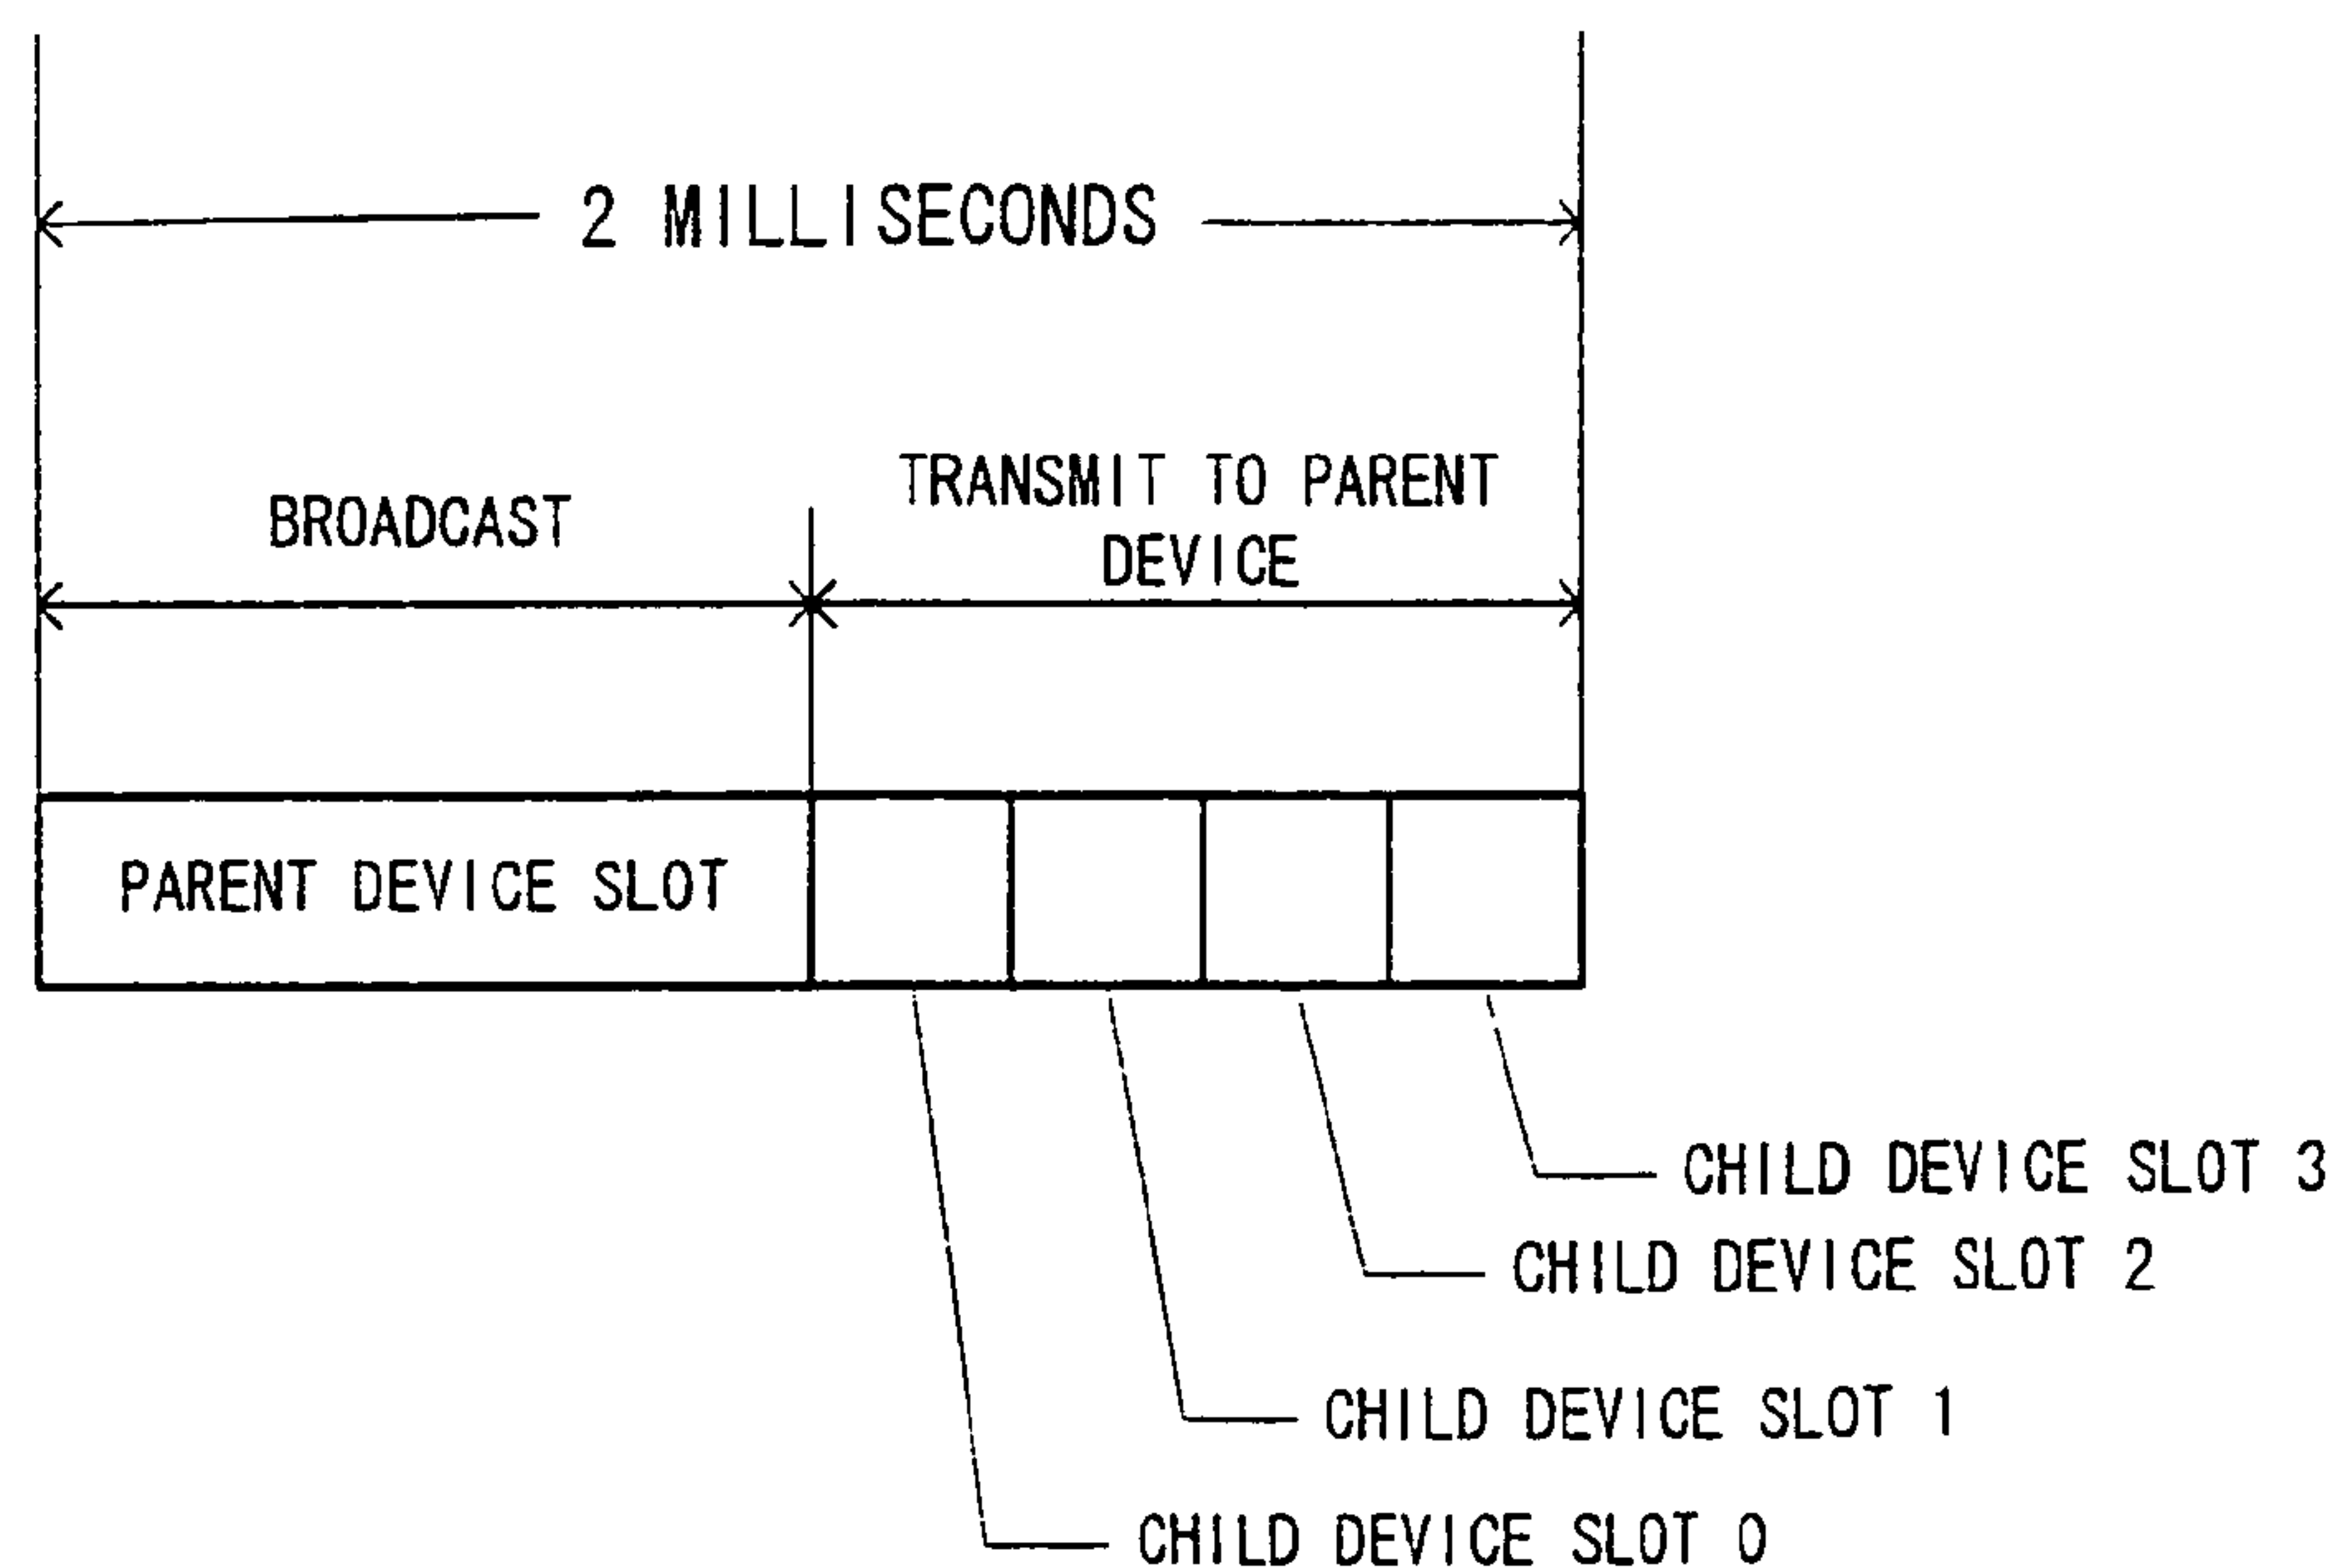 2 MILLISECONDS
BROADCAST
TRANSMIT TO PARENT
DEVICE
PARENT DEVICE SLOT
CHILD DEVICE SLOT 3
CHILD DEVICE SLOT 2
CHILD DEVICE SLOT 1
CHILD DEVICE SLOT 0